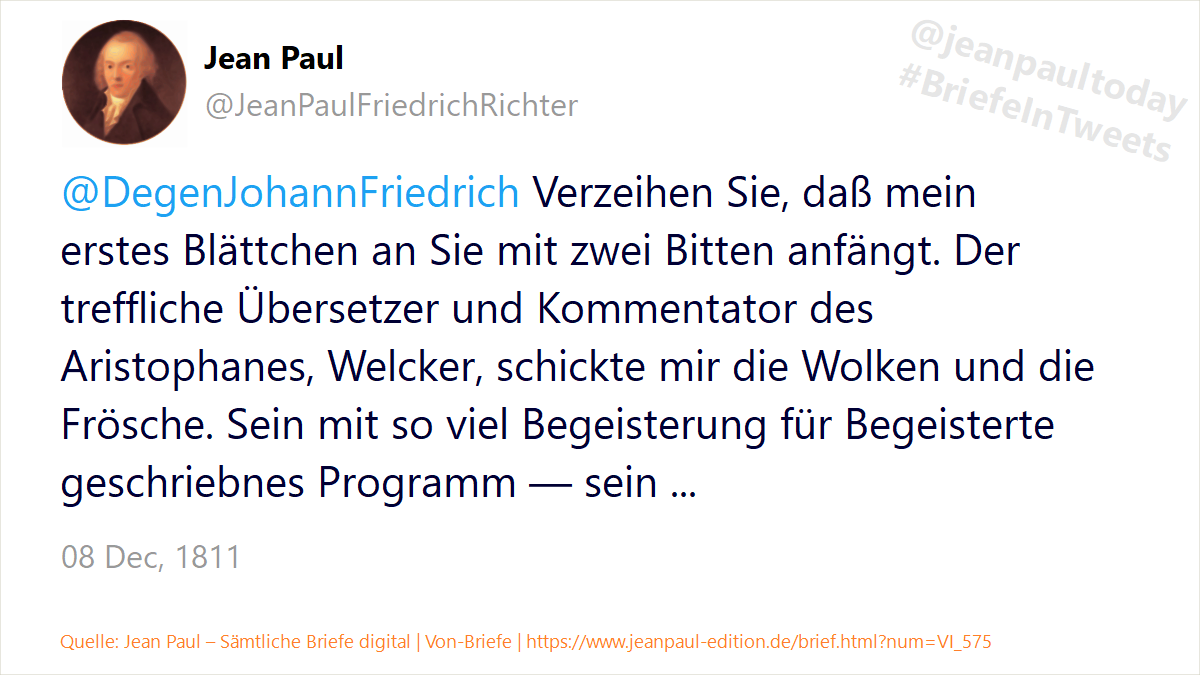 Jean Paul
@JeanPaulFriedrichRichter
@jeanpaultoday
#BriefeInTweets
@DegenJohannFriedrich Verzeihen Sie, daß mein
erstes Blättchen an Sie mit zwei Bitten anfängt. Der
treffliche Übersetzer und Kommentator des
Aristophanes, Welcker, schickte mir die Wolken und die
Frösche. Sein mit so viel Begeisterung für Begeisterte
geschriebnes Programm — sein ...
08 Dec, 1811
Quelle: Jean Paul – Sämtliche Briefe digital | Von-Briefe | https://www.jeanpaul-edition.de/brief.html?num=VI_575